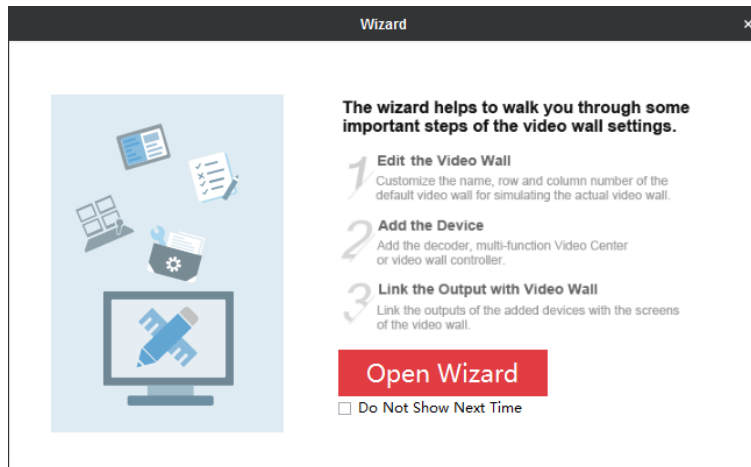 Wizard
×
The wizard helps to walk you through some
important steps of the video wall settings.
1 Edit the Video Wall
Customize the name, row and column number of the
default video wall for simulating the actual video wall.
2 Add the Device
Add the decoder, multi-function Video Center
or video wall controller.
3 Link the Output with Video Wall
Link the outputs of the added devices with the screens
of the video wall.
Open Wizard
Do Not Show Next Time